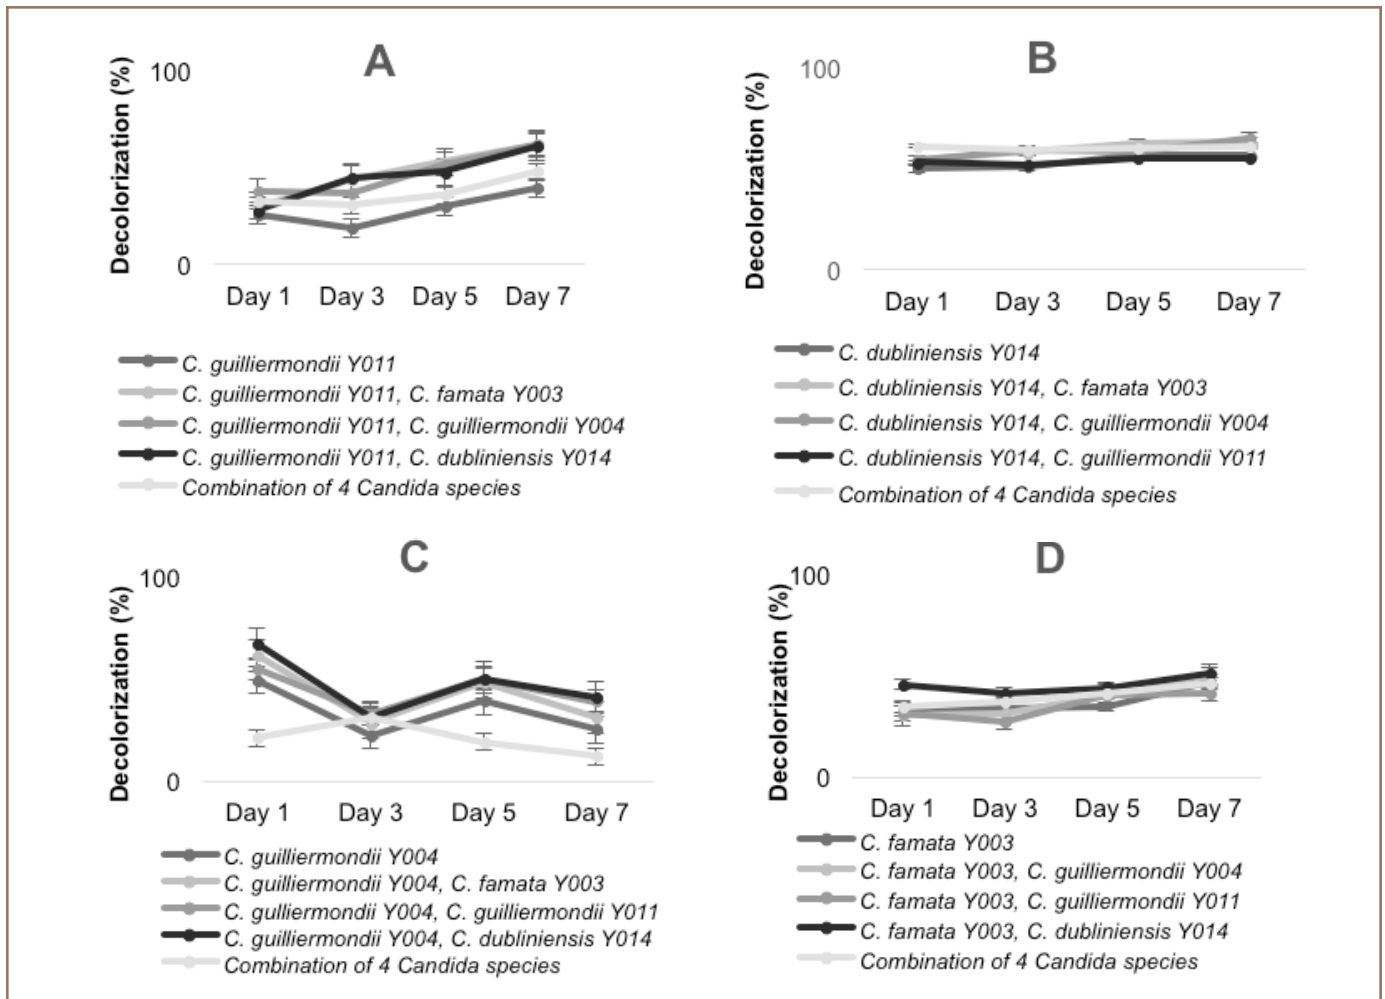 A
Decolorization (%)
100
0
Day 1 Day 3 Day 5 Day 7
C. guilliermondii Y011
C. guilliermondii Y011, C. famata Y003
C. guilliermondii Y011, C. guilliermondii Y004
C. guilliermondii Y011, C. dubliniensis Y014
Combination of 4 Candida species
B
Decolorization (%)
100
0
Day 1 Day 3 Day 5 Day 7
C. dubliniensis Y014
C. dubliniensis Y014, C. famata Y003
C. dubliniensis Y014, C. guilliermondii Y004
C. dubliniensis Y014, C. guilliermondii Y011
Combination of 4 Candida species
C
Decolorization (%)
100
0
Day 1 Day 3 Day 5 Day 7
C. guilliermondii Y004
C. guilliermondii Y004, C. famata Y003
C. gulliermondii Y004, C. guilliermondii Y011
C. guilliermondii Y004, C. dubliniensis Y014
Combination of 4 Candida species
D
Decolorization (%)
100
0
Day 1 Day 3 Day 5 Day 7
C. famata Y003
C. famata Y003, C. guilliermondii Y004
C. famata Y003, C. guilliermondii Y011
C. famata Y003, C. dubliniensis Y014
Combination of 4 Candida species